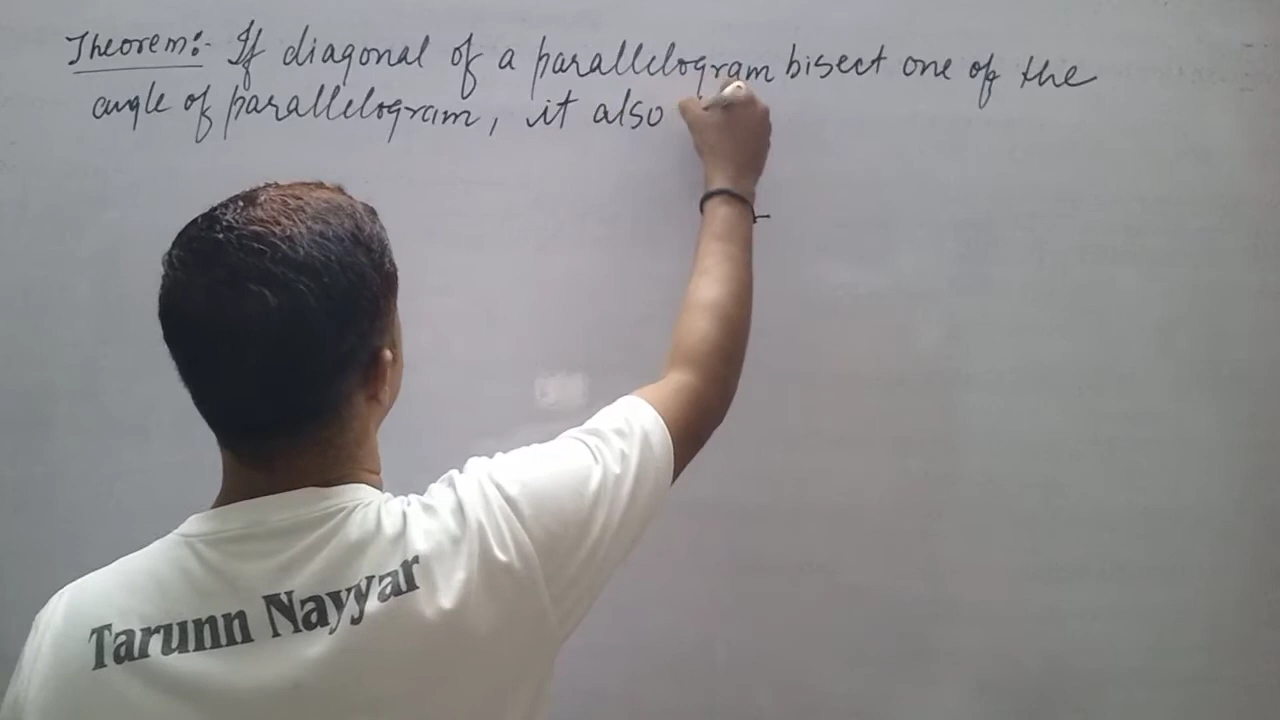 Theorem:- If diagonal of a parallelogram bisect one of the
angle of parallelogram, it also
Tarunn Nayyar